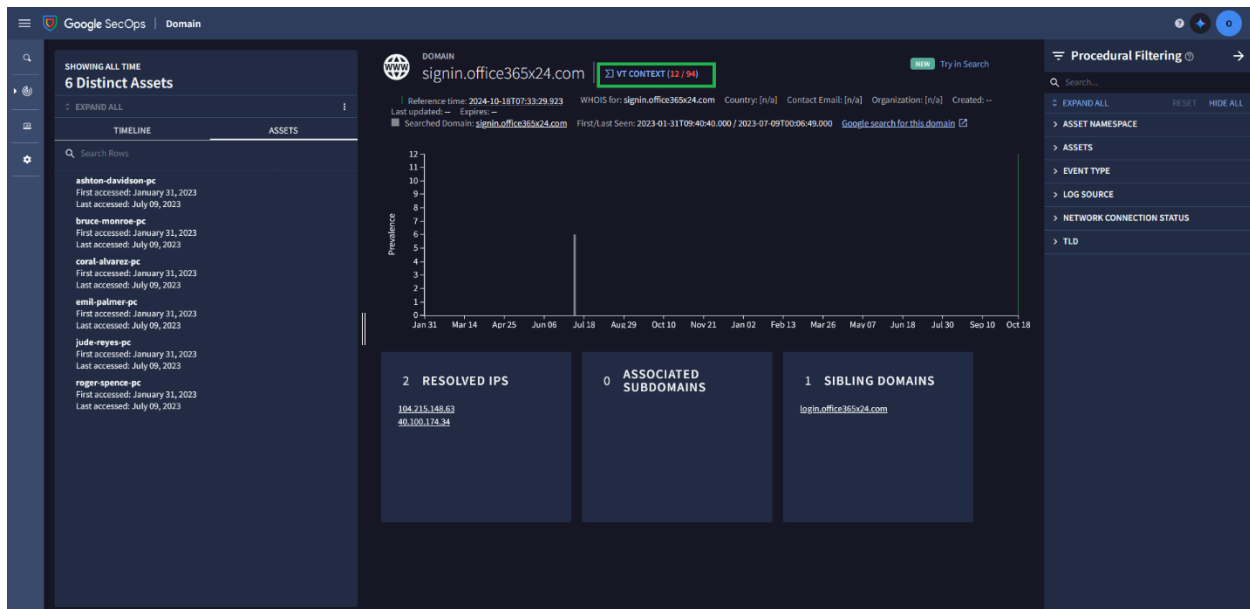 Google SecOps | Domain
SHOWING ALL TIME
6 Distinct Assets
EXPAND ALL
TIMELINE ASSETS
Search Rows
ashton-davidson-pc
First accessed: January 31, 2023
Last accessed: July 09, 2023
bruce-monroe-pc
First accessed: January 31, 2023
Last accessed: July 09, 2023
coral-alvarez-pc
First accessed: January 31, 2023
Last accessed: July 09, 2023
emil-palmer-pc
First accessed: January 31, 2023
Last accessed: July 09, 2023
jude-reyes-pc
First accessed: January 31, 2023
Last accessed: July 09, 2023
roger-spence-pc
First accessed: January 31, 2023
Last accessed: July 09, 2023
WWW
DOMAIN
signin.office365x24.com VT CONTEXT (12 / 94)
NEW Try in Search
Reference time: 2024-10-18T07:33:29.923 WHOIS for: signin.office365x24.com Country: [n/a] Contact Email: [n/a] Organization: [n/a] Created: --
Last updated: -- Expires: --
Searched Domain: signin.office365x24.com First/Last Seen: 2023-01-31T09:40:40.000 / 2023-07-09T00:06:49.000 Google search for this domain
Prevalence
12
11
10
9
8
7
6
5
4
3
2
1
0
Jan 31 Mar 14 Apr 25 Jun 06 Jul 18 Aug 29 Oct 10 Nov 21 Jan 02 Feb 13 Mar 26 May 07 Jun 18 Jul 30 Sep 10 Oct 18
2 RESOLVED IPS
104.215.148.63
40.100.174.34
0 ASSOCIATED
SUBDOMAINS
1 SIBLING DOMAINS
login.office365x24.com
Procedural Filtering
Search...
EXPAND ALL RESET HIDE ALL
ASSET NAMESPACE
ASSETS
EVENT TYPE
LOG SOURCE
NETWORK CONNECTION STATUS
TLD